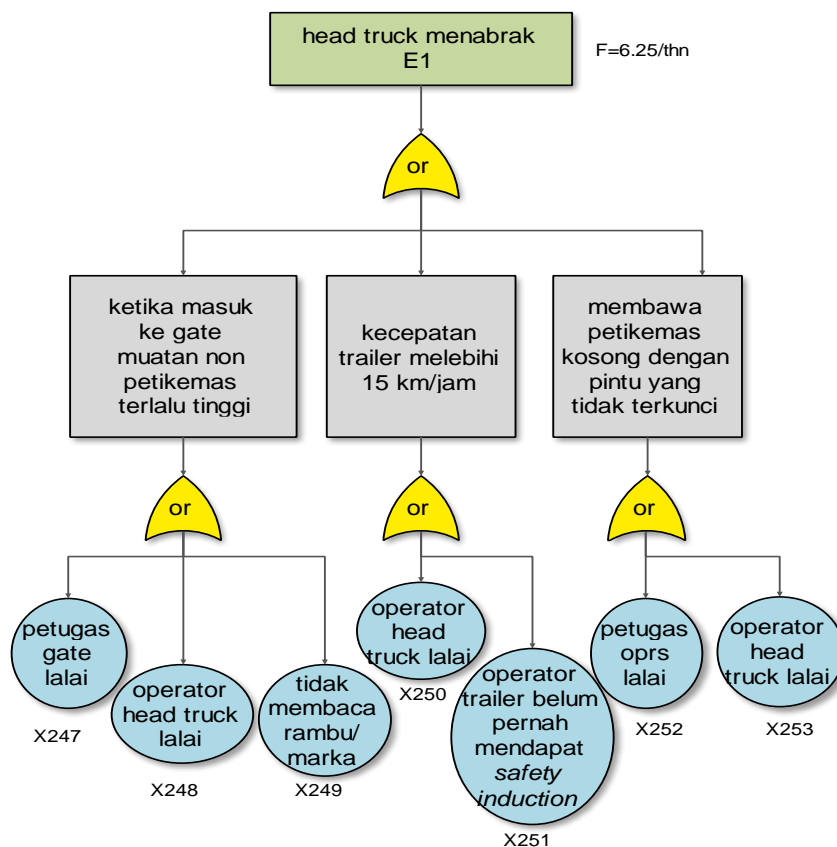 head truck menabrak
E1
F=6.25/thn
or
ketika masuk
ke gate
muatan non
petikemas
terlalu tinggi
kecepatan
trailer melebihi
15 km/jam
membawa
petikemas
kosong dengan
pintu yang
tidak terkunci
or
or
or
petugas
gate
lalai
X247
operator
head truck
lalai
X248
tidak
membaca
rambu/
marka
X249
operator
head
truck lalai
X250
operator
trailer belum
pernah
mendapat
safety
induction
X251
petugas
oprs
lalai
X252
operator
head
truck lalai
X253